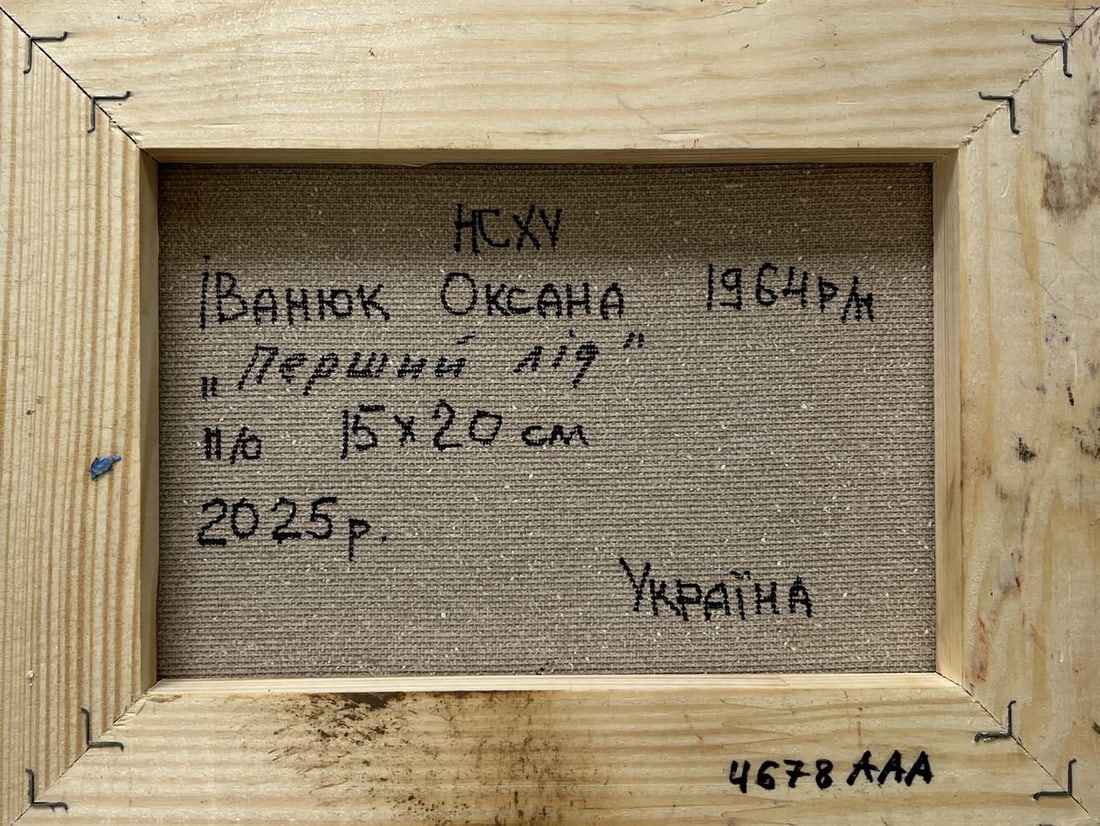 НСХУ
Іванюк Оксана 1964р/н
„Перший лід"
п/о 15х20 см
2025р.
Україна
4678 ААА